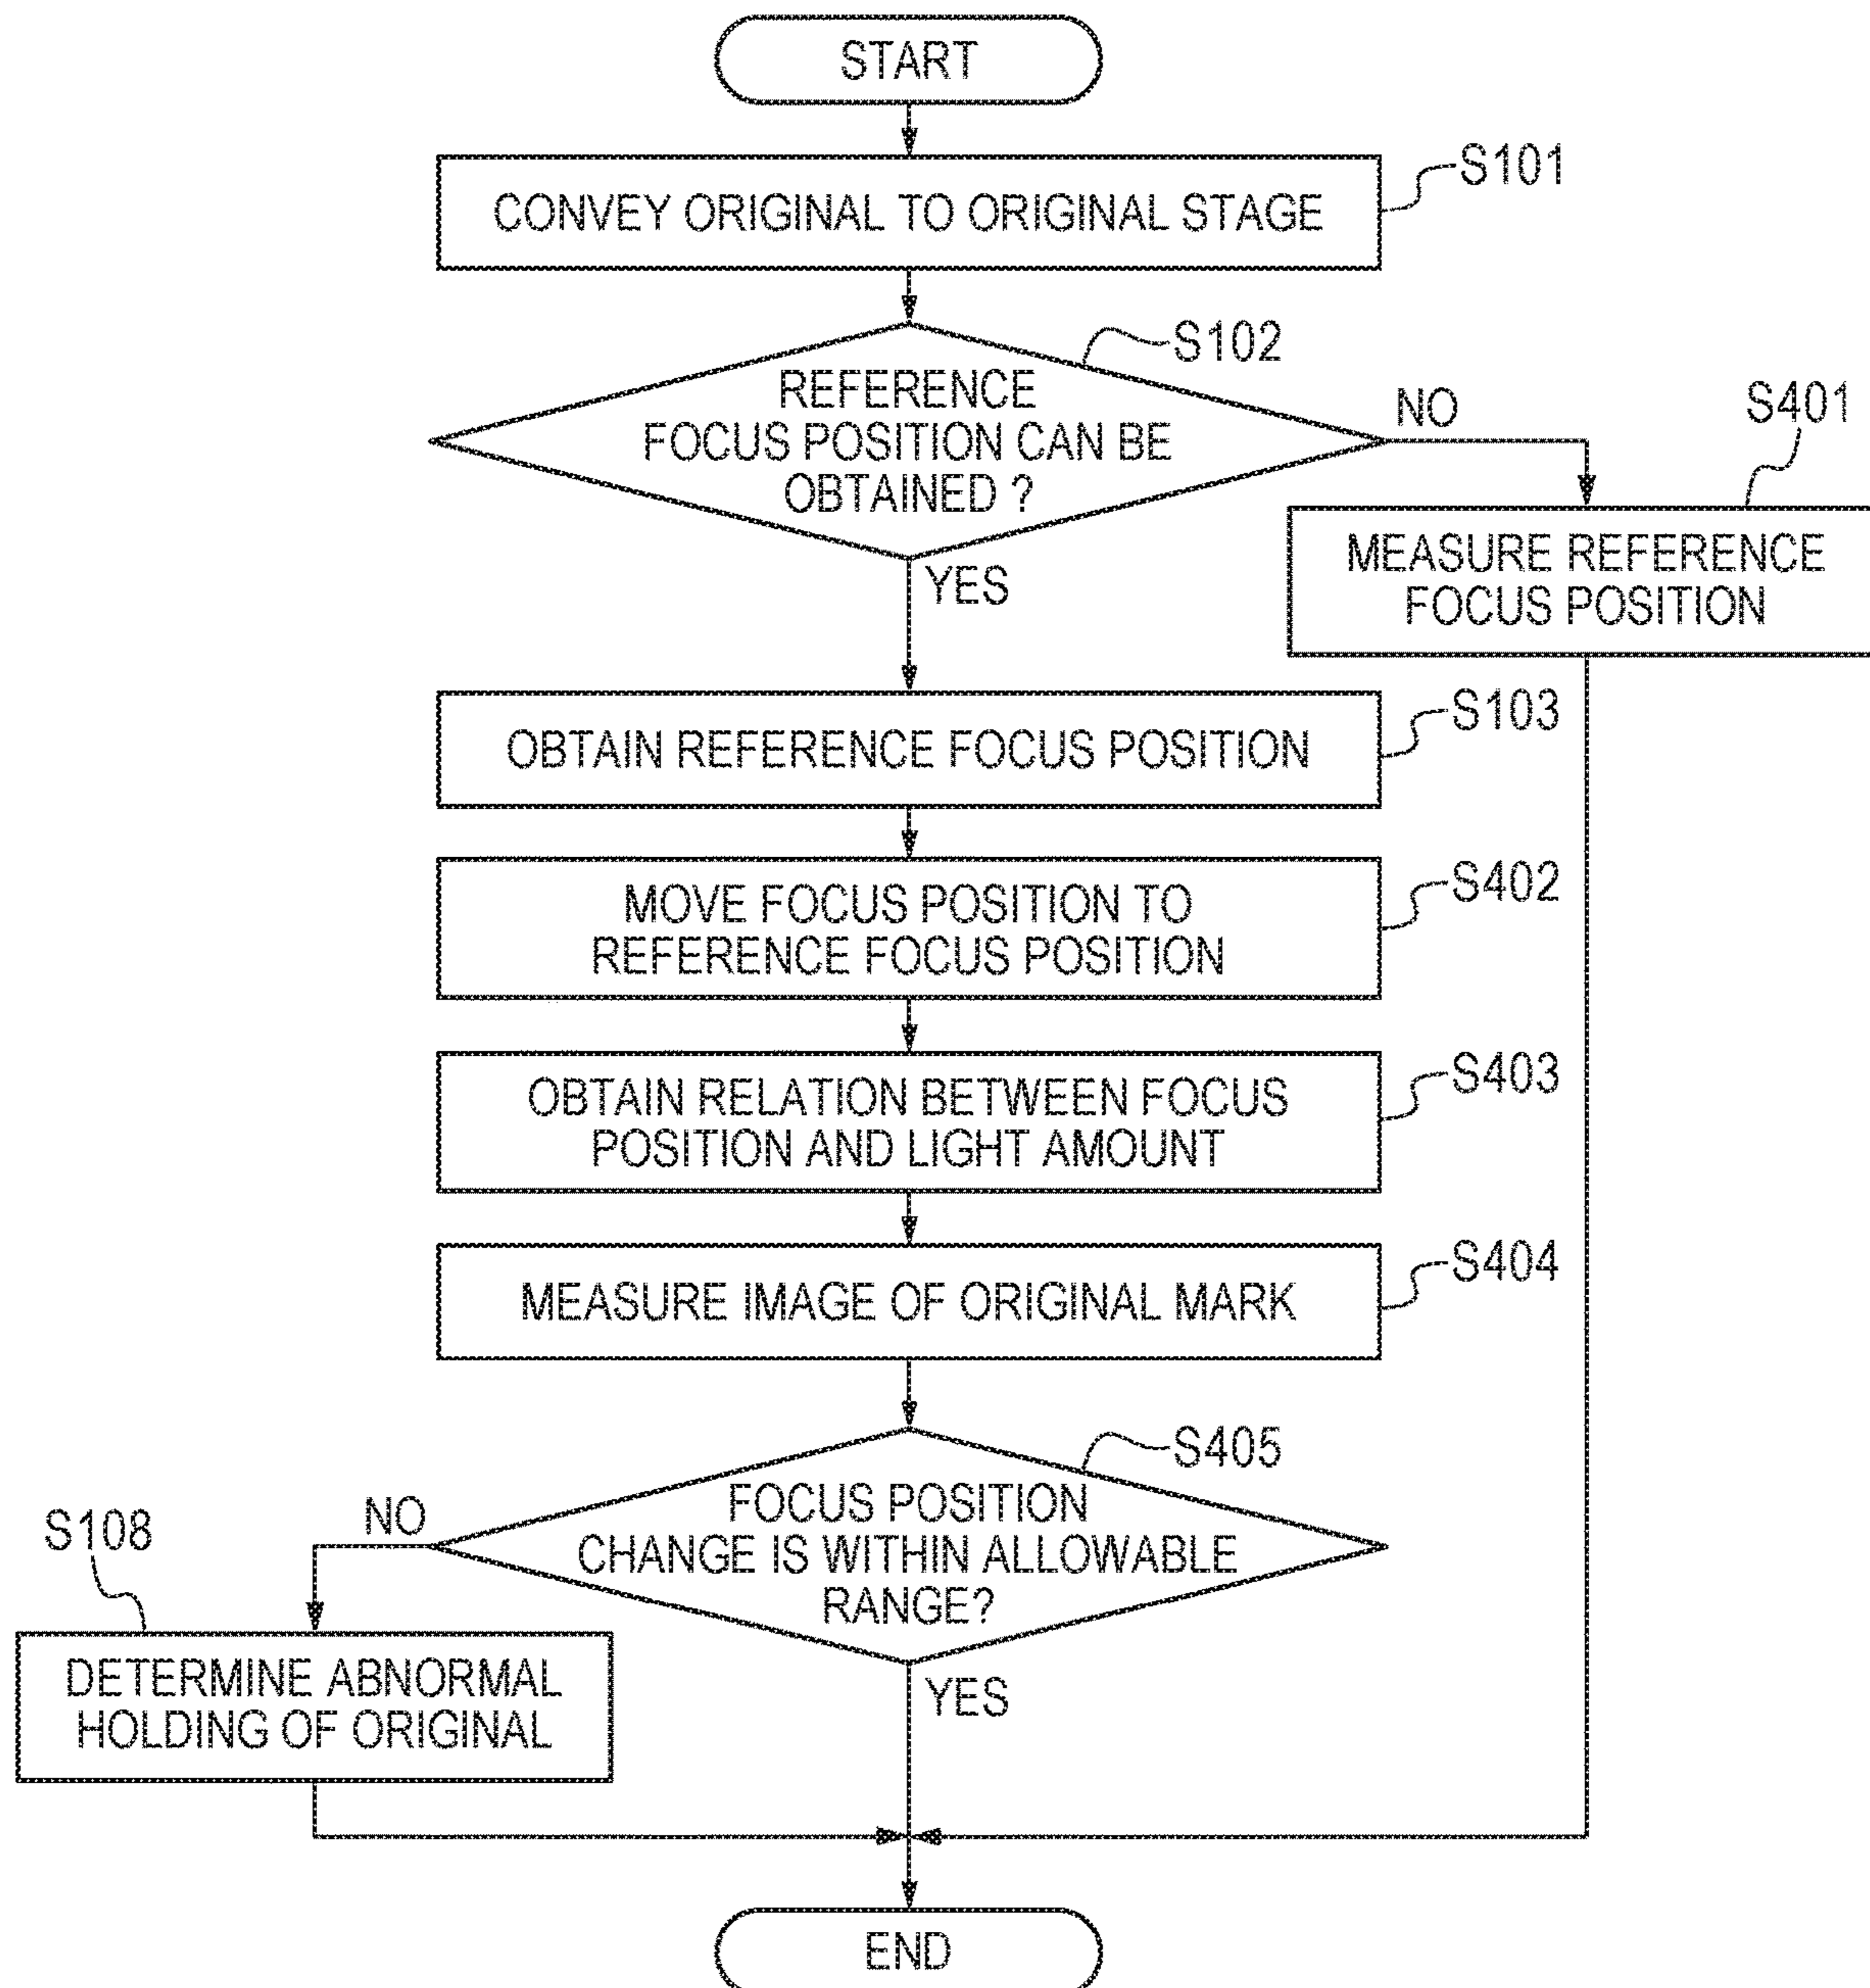 START
CONVEY ORIGINAL TO ORIGINAL STAGE
S101
REFERENCE
FOCUS POSITION CAN BE
OBTAINED ?
S102
NO
YES
S401
MEASURE REFERENCE
FOCUS POSITION
OBTAIN REFERENCE FOCUS POSITION
S103
MOVE FOCUS POSITION TO
REFERENCE FOCUS POSITION
S402
OBTAIN RELATION BETWEEN FOCUS
POSITION AND LIGHT AMOUNT
S403
MEASURE IMAGE OF ORIGINAL MARK
S404
FOCUS POSITION
CHANGE IS WITHIN ALLOWABLE
RANGE?
S405
NO
YES
S108
DETERMINE ABNORMAL
HOLDING OF ORIGINAL
END